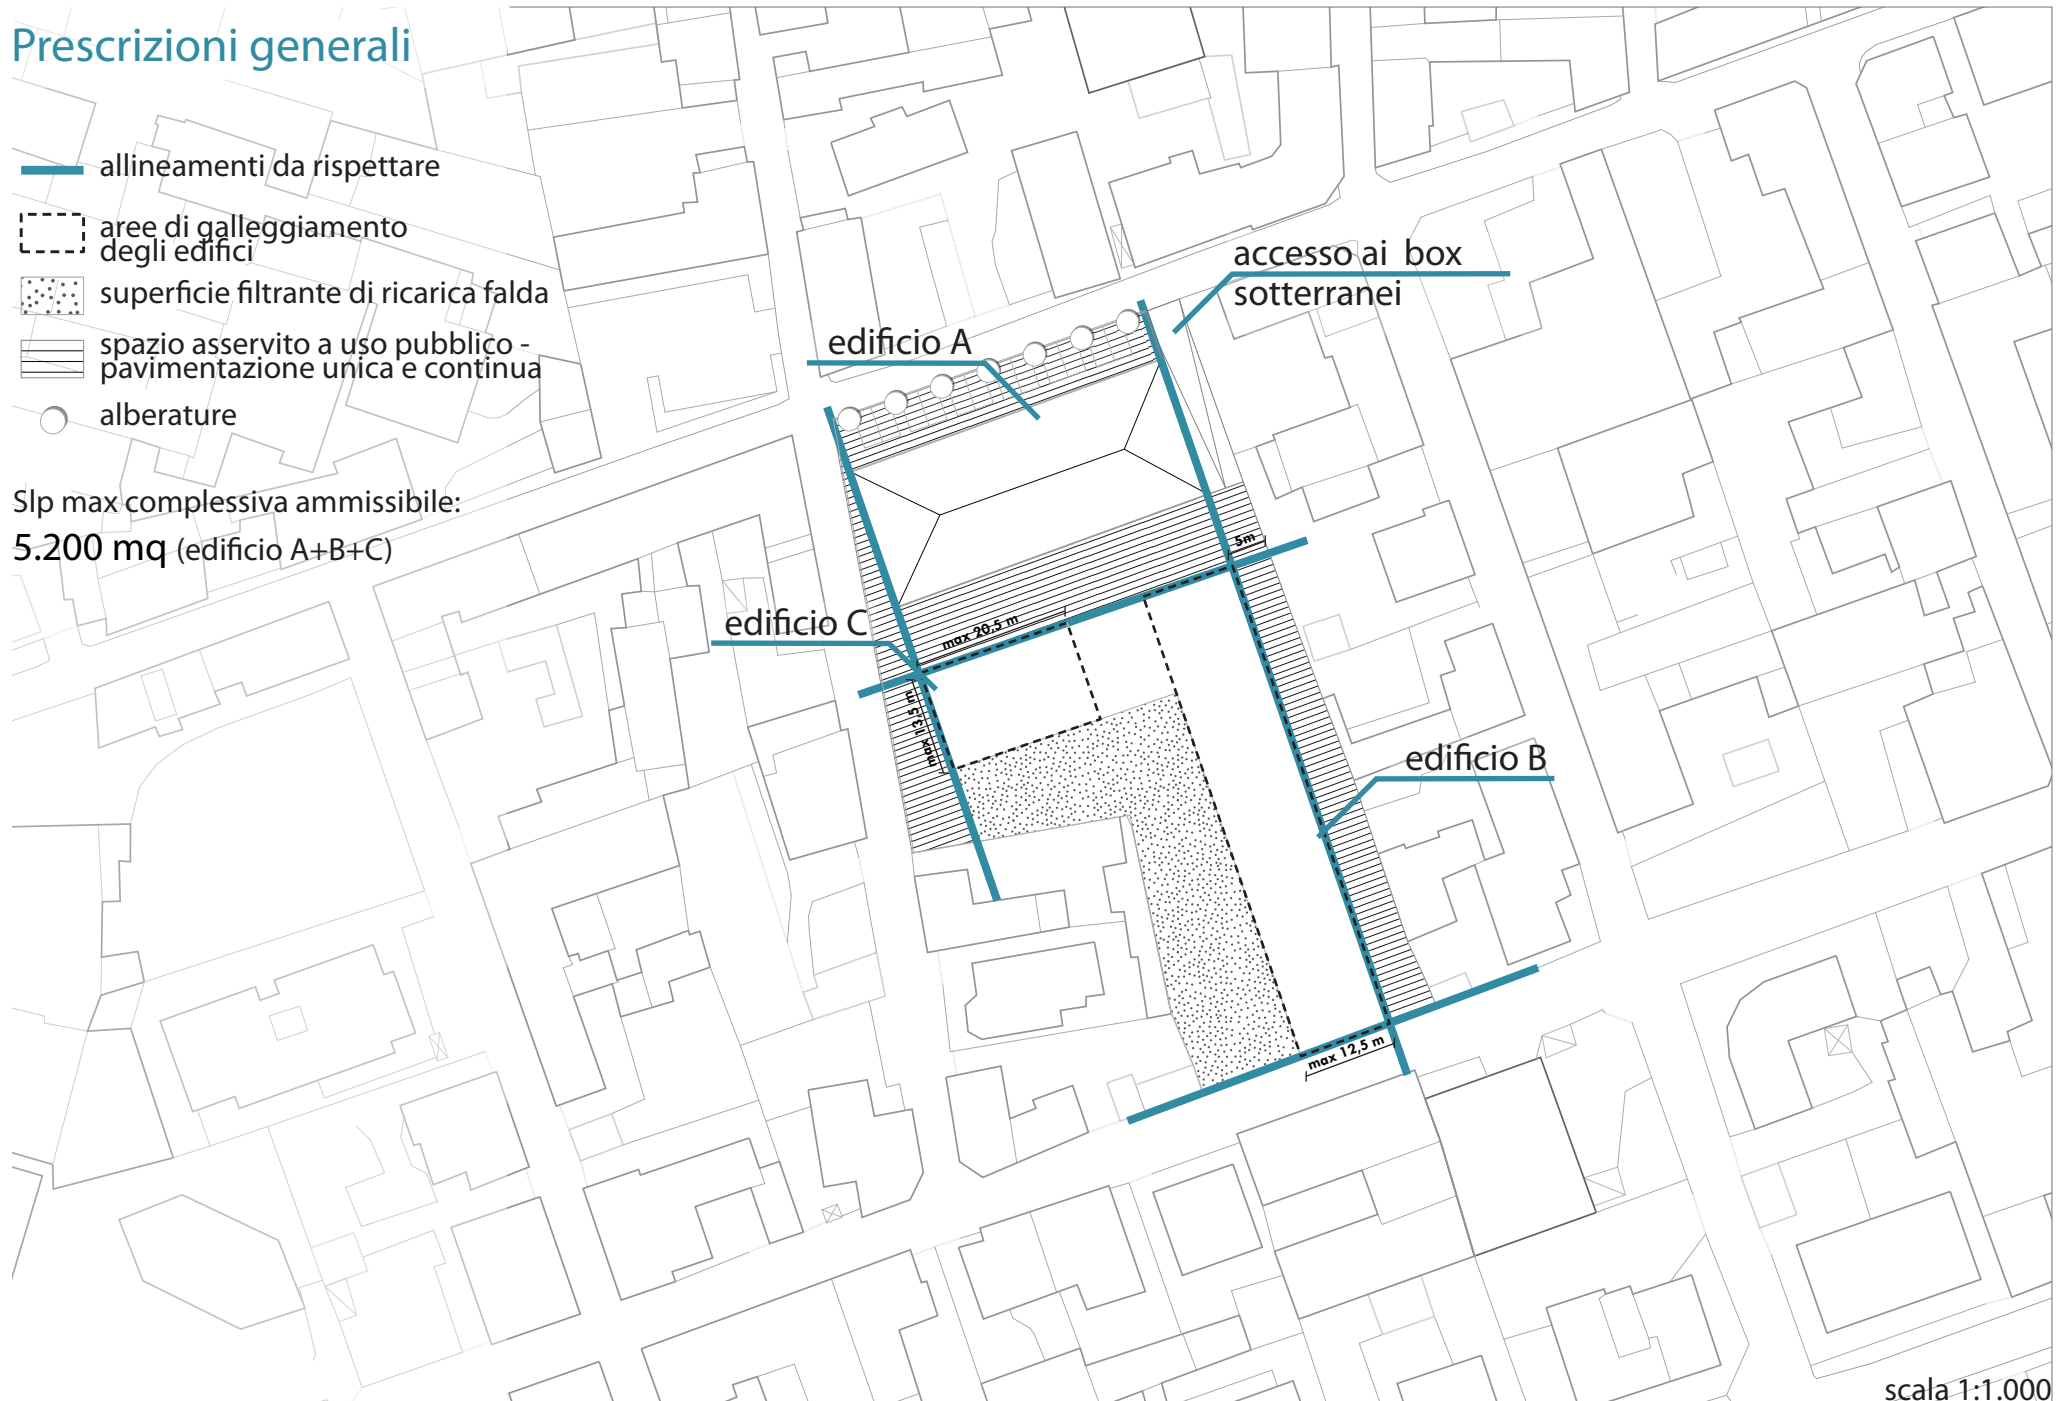 Prescrizioni generali
allineamenti da rispettare
aree di galleggiamento
degli edifici
superficie filtrante di ricarica falda
spazio asservito a uso pubblico -
pavimentazione unica e continua
alberature
Slp max complessiva ammissibile:
5.200 mq (edificio A+B+C)
accesso ai box
sotterranei
edificio A
5m
edificio C
max 20,5 m
max 13,5 m
edificio B
max 12,5 m
scala 1:1.000